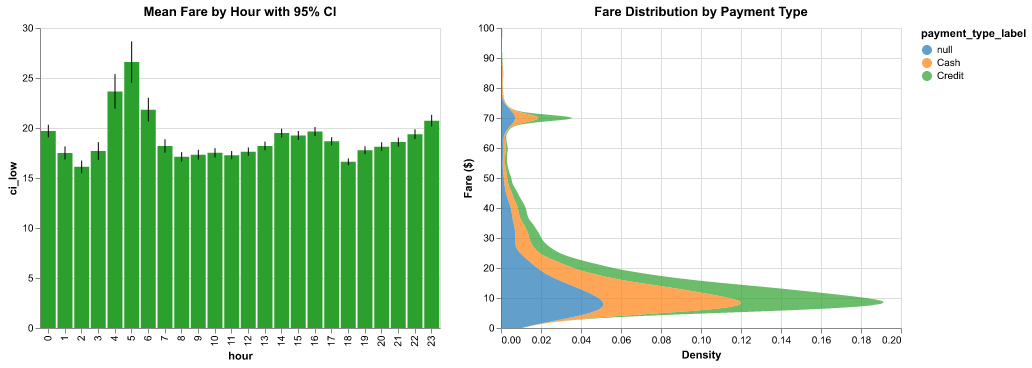 Mean Fare by Hour with 95% CI
30
25
20
15
10
5
0
ci_low
0 1 2 3 4 5 6 7 8 9 10 11 12 13 14 15 16 17 18 19 20 21 22 23
hour
Fare Distribution by Payment Type
100
90
80
70
60
50
40
30
20
10
0
Fare ($)
0.00 0.02 0.04 0.06 0.08 0.10 0.12 0.14 0.16 0.18 0.20
Density
payment_type_label
null
Cash
Credit